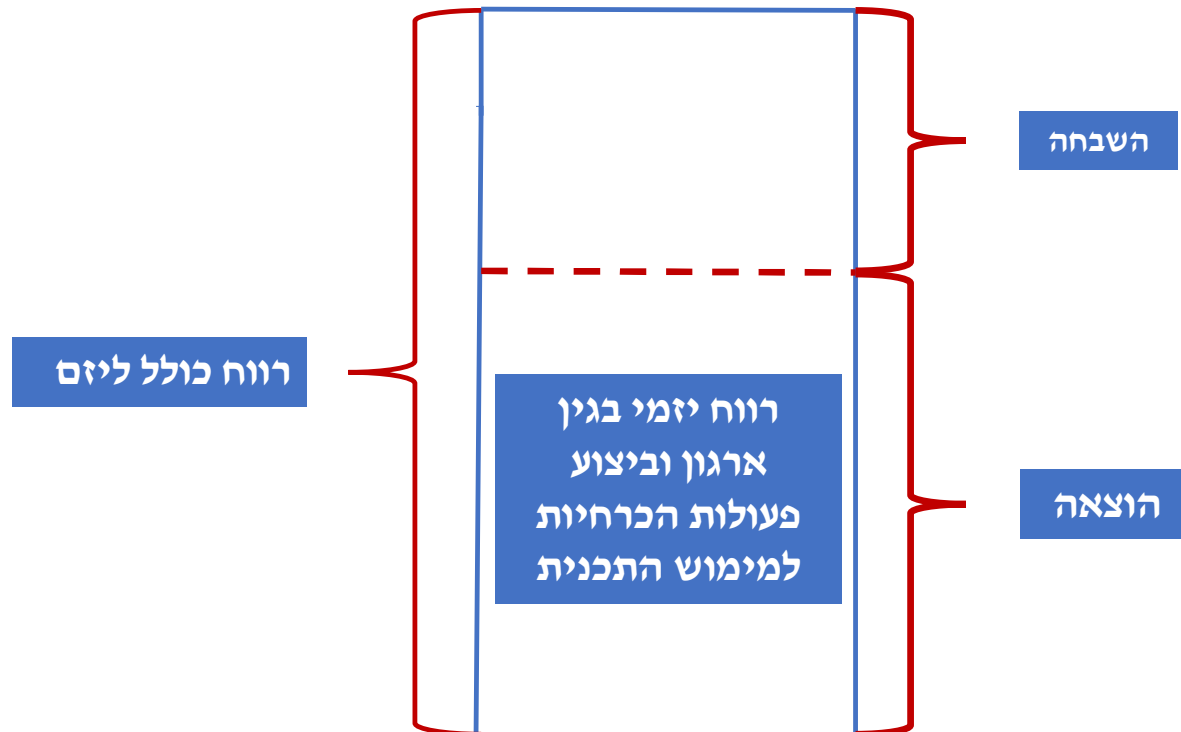 השבחה
רווח כולל ליזם
רווח יזמי בגין
ארגון וביצוע
פעולות הכרחיות
למימוש התכנית
הוצאה